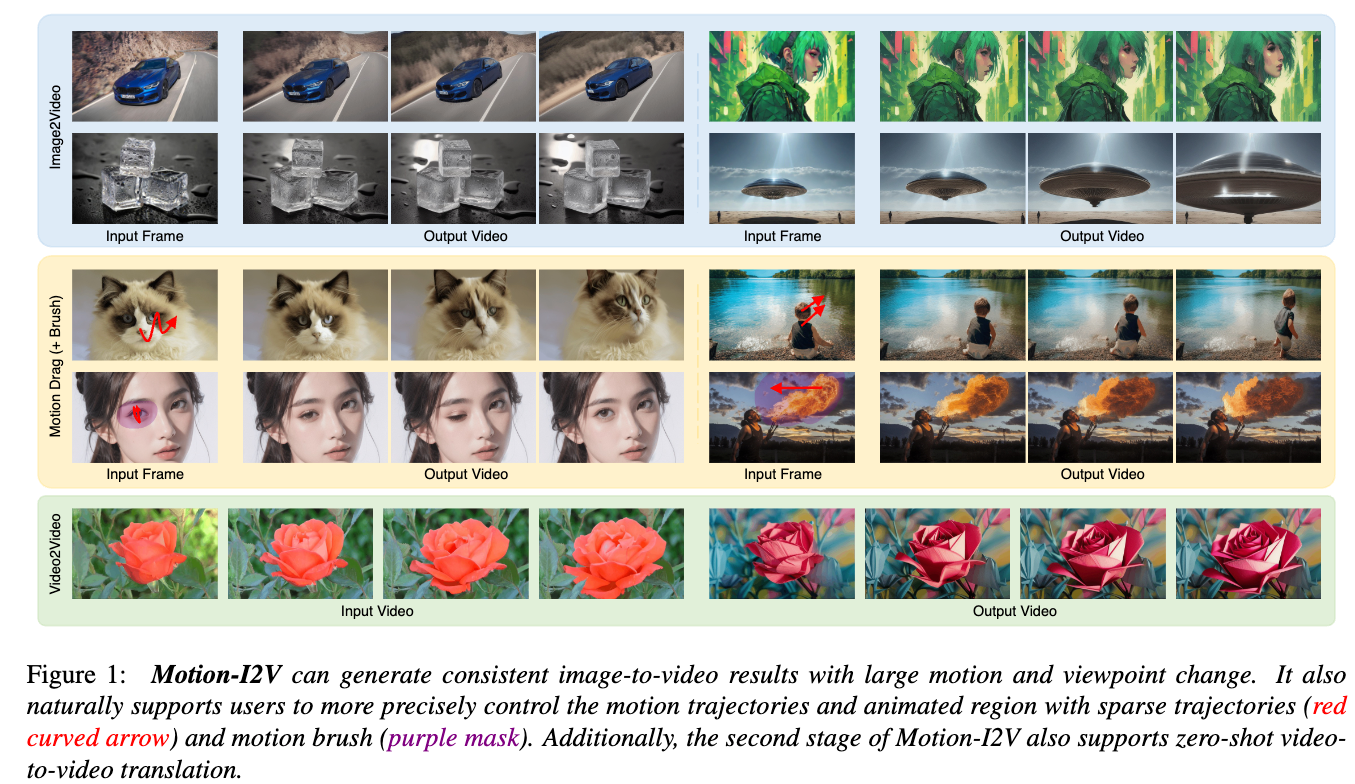 Image2Video
Input Frame
Output Video
Input Frame
Output Video
Motion Drag (+ Brush)
Input Frame
Output Video
Input Frame
Output Video
Video2Video
Input Video
Output Video
Figure 1: Motion-I2V can generate consistent image-to-video results with large motion and viewpoint change. It also
naturally supports users to more precisely control the motion trajectories and animated region with sparse trajectories (red
curved arrow) and motion brush (purple mask). Additionally, the second stage of Motion-I2V also supports zero-shot video-
to-video translation.